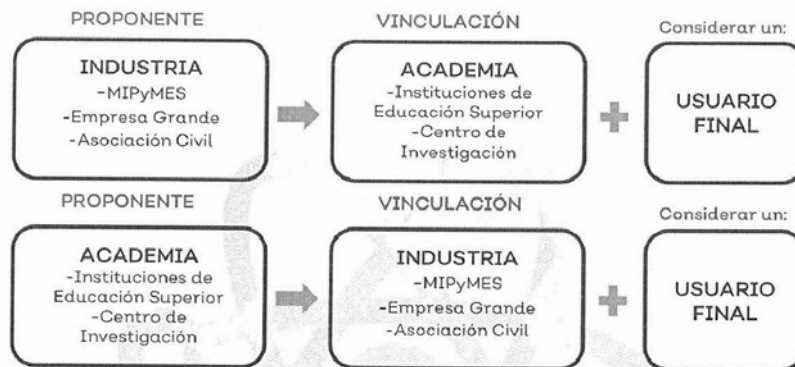 PROPONENTE
INDUSTRIA
-MIPyMES
-Empresa Grande
-Asociación Civil
VINCULACIÓN
ACADEMIA
-Instituciones de
Educación Superior
-Centro de
Investigación
Considerar un:
USUARIO
FINAL
PROPONENTE
ACADEMIA
-Instituciones de
Educación Superior
-Centro de
Investigación
VINCULACIÓN
INDUSTRIA
-MIPyMES
-Empresa Grande
-Asociación Civil
Considerar un:
USUARIO
FINAL